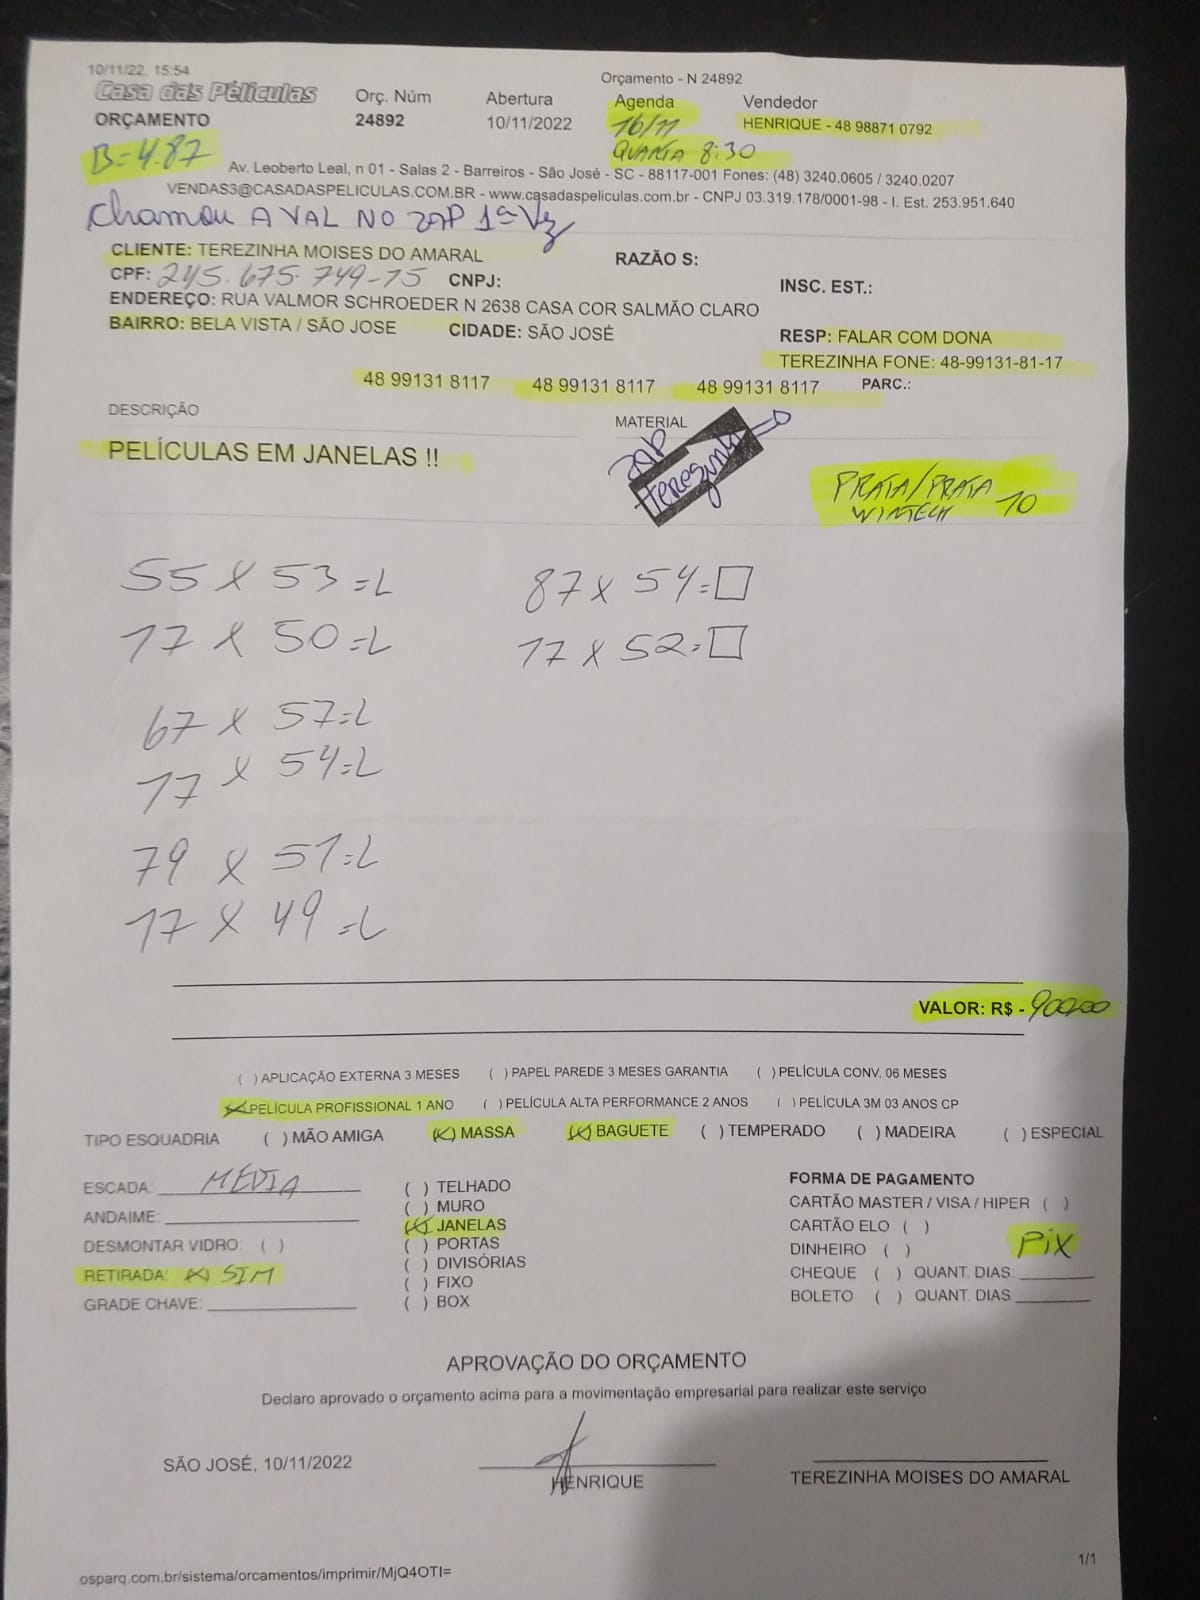 10/11/22, 15:54
Orçamento - N 24892
Casa das Películas Orç. Núm Abertura Agenda Vendedor
ORÇAMENTO 24892 10/11/2022 16/11 HENRIQUE - 48 98871 0792
B=4.87 QUARTA 8:30
Av. Leoberto Leal, n 01 - Salas 2 - Barreiros - São José - SC - 88117-001 Fones: (48) 3240.0605 / 3240.0207
VENDAS3@CASADASPELICULAS.COM.BR - www.casadaspeliculas.com.br - CNPJ 03.319.178/0001-98 - I. Est. 253.951.640
chamou A VAL NO ZAP 1ª Vez
CLIENTE: TEREZINHA MOISES DO AMARAL RAZÃO S:
CPF: 245.675.749-15 CNPJ: INSC. EST.:
ENDEREÇO: RUA VALMOR SCHROEDER N 2638 CASA COR SALMÃO CLARO
BAIRRO: BELA VISTA / SÃO JOSE CIDADE: SÃO JOSÉ RESP: FALAR COM DONA
TEREZINHA FONE: 48-99131-81-17
48 99131 8117 48 99131 8117 48 99131 8117 PARC.:
DESCRIÇÃO MATERIAL
PELÍCULAS EM JANELAS !!
ZAP
Terezinha
PRATA/PRATA
WINTECH 10
55 X 53 =L 87 X 54=□
17 X 50 =L 17 X 52=□
67 X 57=L
17 X 54=L
79 X 51=L
17 X 49 =L
VALOR: R$ - 900,00
( ) APLICAÇÃO EXTERNA 3 MESES ( ) PAPEL PAREDE 3 MESES GARANTIA ( ) PELÍCULA CONV. 06 MESES
(X) PELÍCULA PROFISSIONAL 1 ANO ( ) PELÍCULA ALTA PERFORMANCE 2 ANOS ( ) PELÍCULA 3M 03 ANOS CP
TIPO ESQUADRIA ( ) MÃO AMIGA (X) MASSA (X) BAGUETE ( ) TEMPERADO ( ) MADEIRA ( ) ESPECIAL
ESCADA: MEDIA
ANDAIME:
DESMONTAR VIDRO: ( )
RETIRADA: (X) SIM
GRADE CHAVE:
( ) TELHADO
( ) MURO
(X) JANELAS
( ) PORTAS
( ) DIVISÓRIAS
( ) FIXO
( ) BOX
FORMA DE PAGAMENTO
CARTÃO MASTER / VISA / HIPER ( )
CARTÃO ELO ( )
DINHEIRO ( ) PIX
CHEQUE ( ) QUANT. DIAS:
BOLETO ( ) QUANT. DIAS
APROVAÇÃO DO ORÇAMENTO
Declaro aprovado o orçamento acima para a movimentação empresarial para realizar este serviço
SÃO JOSÉ, 10/11/2022
HENRIQUE
TEREZINHA MOISES DO AMARAL
1/1
osparq.com.br/sistema/orcamentos/imprimir/MjQ4OTI=